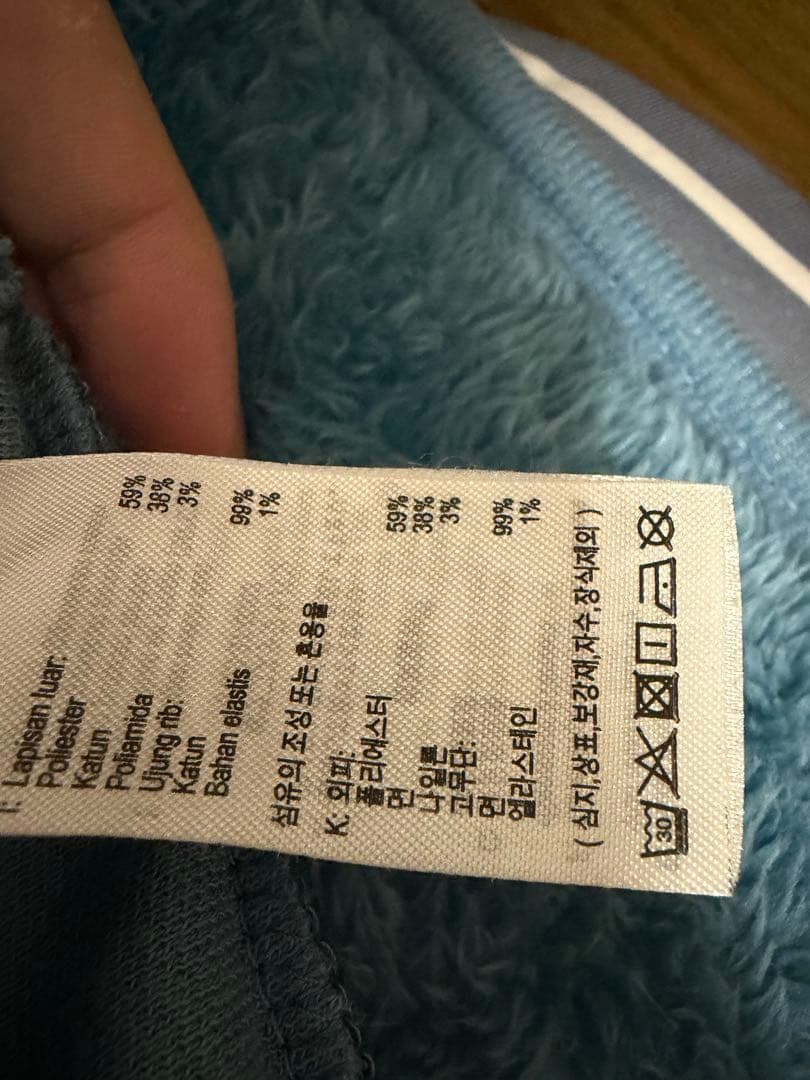 I: Lapisan luar:
Poliester 59%
Katun 38%
Poliamida 3%
Ujung rib:
Katun 99%
Bahan elastis 1%
섬유의 조성 또는 혼용율
K: 외피:
폴리에스터 59%
면 38%
나일론 3%
고무단:
면 99%
엘라스테인 1%
( 심지,상표,보강재,자수,장식제외 )
30